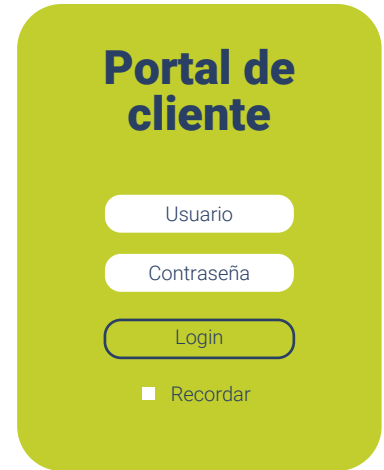 Portal de
cliente
Usuario
Contraseña
Login
Recordar